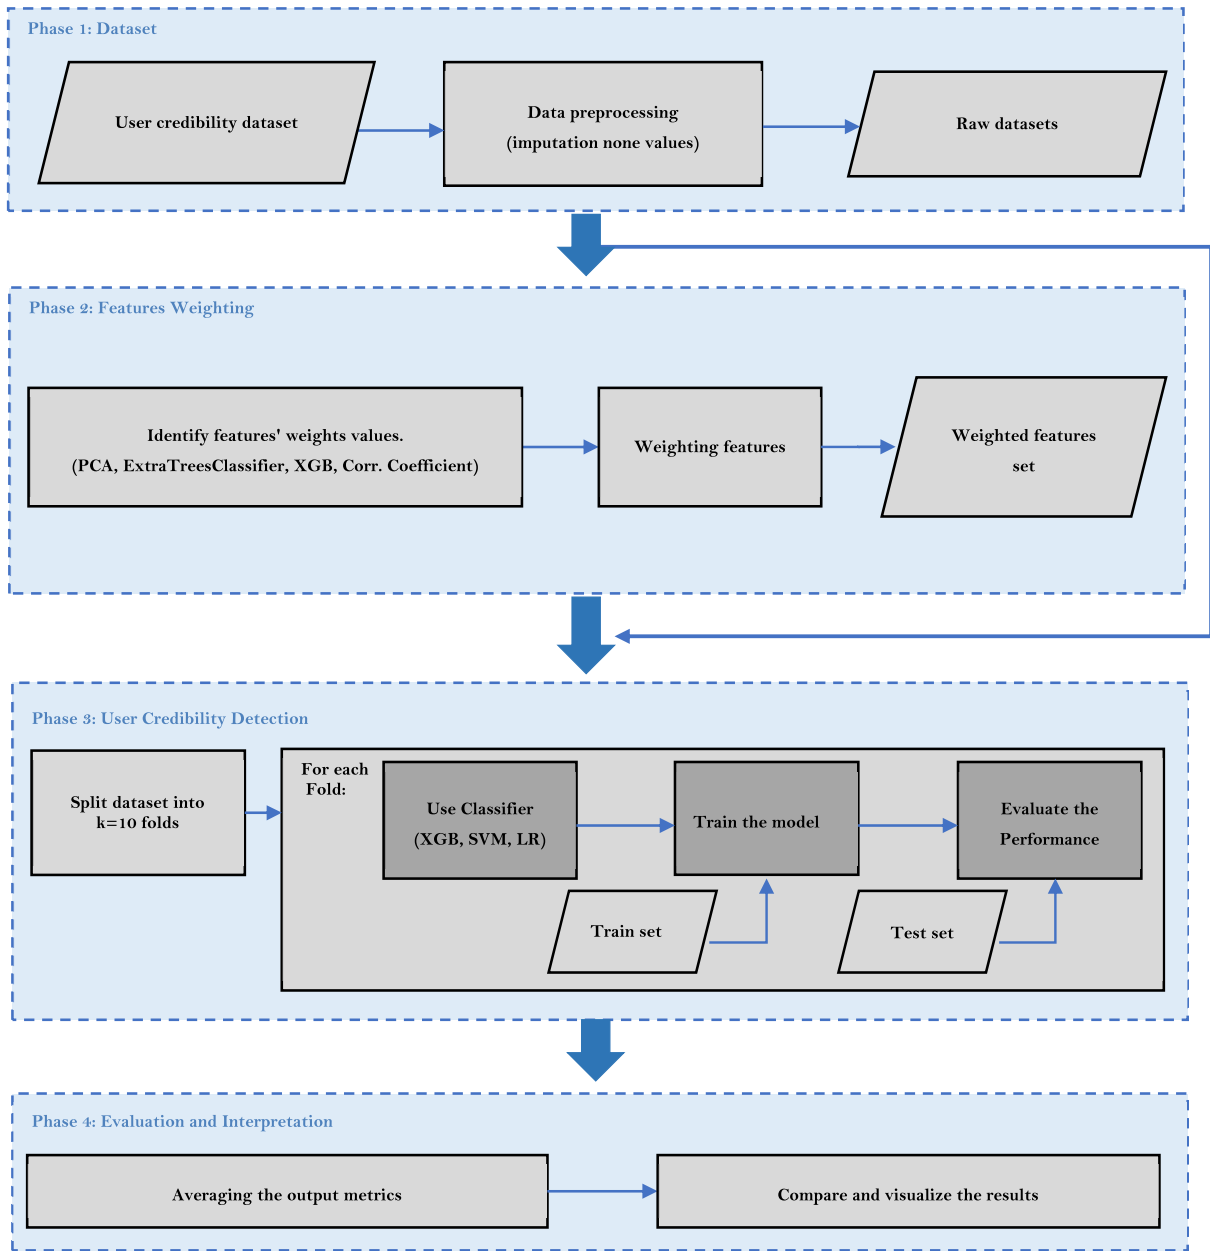 Phase 1: Dataset
User credibility dataset
Data preprocessing
(imputation none values)
Raw datasets
Phase 2: Features Weighting
Identify features' weights values.
(PCA, ExtraTreesClassifier, XGB, Corr. Coefficient)
Weighting features
Weighted features
set
Phase 3: User Credibility Detection
Split dataset into
k=10 folds
For each
Fold:
Use Classifier
(XGB, SVM, LR)
Train the model
Evaluate the
Performance
Train set
Test set
Phase 4: Evaluation and Interpretation
Averaging the output metrics
Compare and visualize the results